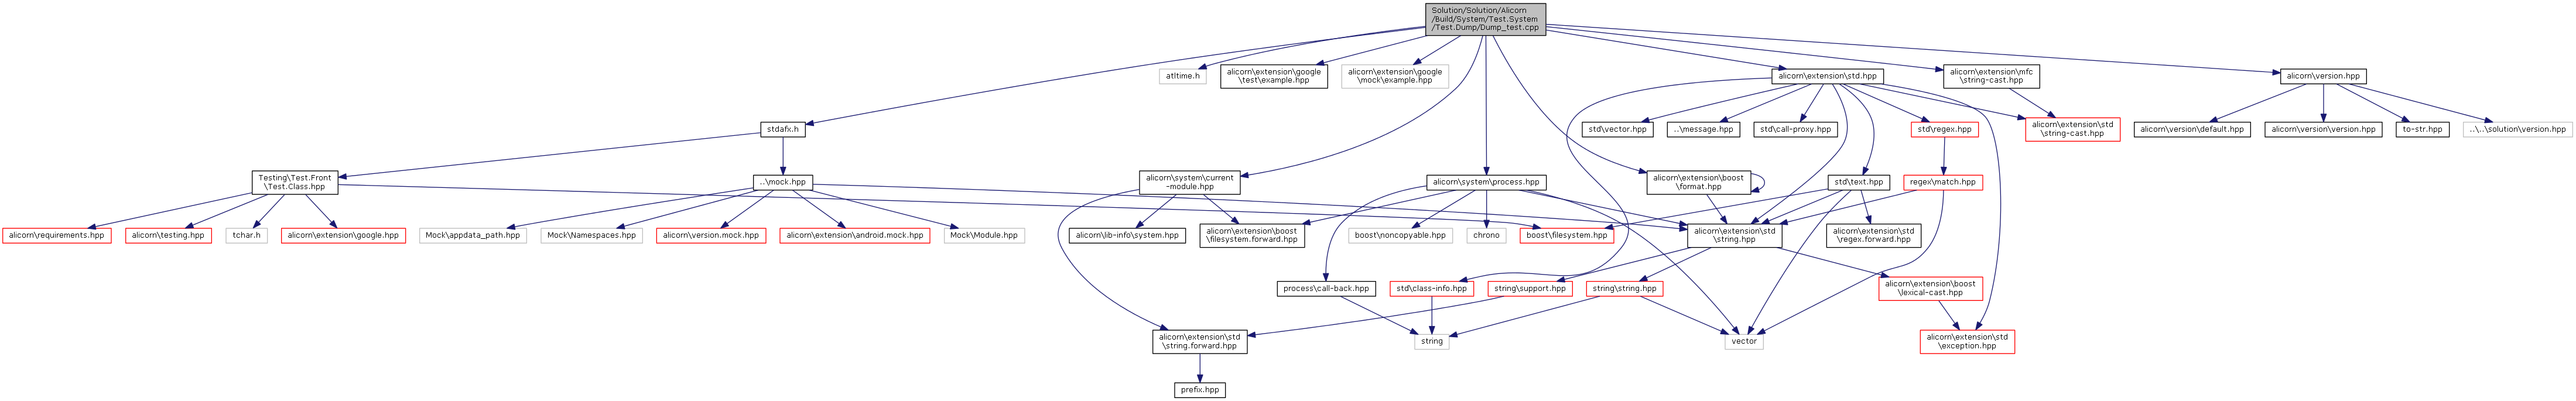 Solution/Solution/Alicorn
/Build/System/Test.System
/Test.Dump/Dump_test.cpp
atltime.h
alicorn\extension\google
\test\example.hpp
alicorn\extension\google
\mock\example.hpp
alicorn\extension\std.hpp
alicorn\extension\mfc
\string-cast.hpp
alicorn\version.hpp
stdafx.h
std\vector.hpp
..\message.hpp
std\call-proxy.hpp
std\regex.hpp
alicorn\extension\std
\string-cast.hpp
alicorn\version\default.hpp
alicorn\version\version.hpp
to-str.hpp
..\..\solution\version.hpp
Testing\Test.Front
\Test.Class.hpp
..\mock.hpp
alicorn\system\current
-module.hpp
alicorn\system\process.hpp
alicorn\extension\boost
\format.hpp
std\text.hpp
regex\match.hpp
alicorn\requirements.hpp
alicorn\testing.hpp
tchar.h
alicorn\extension\google.hpp
Mock\appdata_path.hpp
Mock\Namespaces.hpp
alicorn\version.mock.hpp
alicorn\extension\android.mock.hpp
Mock\Module.hpp
alicorn\lib-info\system.hpp
alicorn\extension\boost
\filesystem.forward.hpp
boost\noncopyable.hpp
chrono
boost\filesystem.hpp
alicorn\extension\std
\string.hpp
alicorn\extension\std
\regex.forward.hpp
process\call-back.hpp
std\class-info.hpp
string\support.hpp
string\string.hpp
alicorn\extension\boost
\lexical-cast.hpp
alicorn\extension\std
\string.forward.hpp
string
vector
alicorn\extension\std
\exception.hpp
prefix.hpp